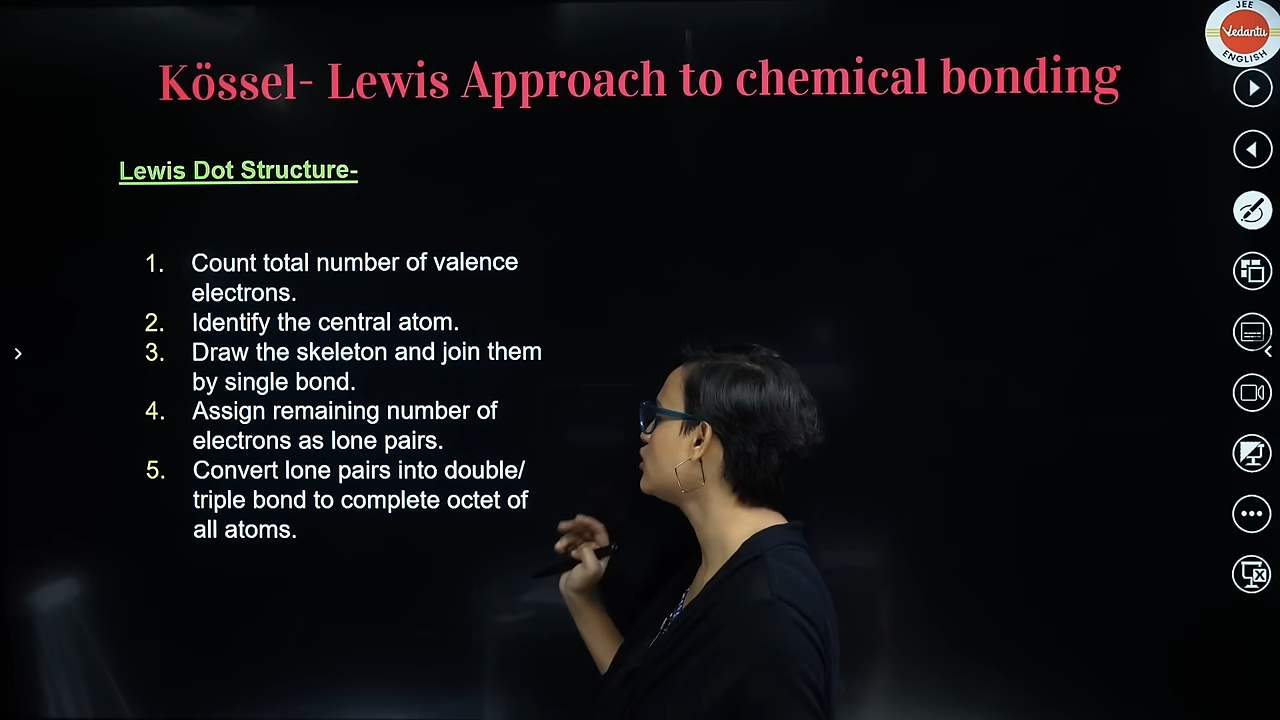 JEE
Vedantu
ENGLISH
Kössel- Lewis Approach to chemical bonding
Lewis Dot Structure-
1. Count total number of valence
electrons.
2. Identify the central atom.
3. Draw the skeleton and join them
by single bond.
4. Assign remaining number of
electrons as lone pairs.
5. Convert lone pairs into double/
triple bond to complete octet of
all atoms.